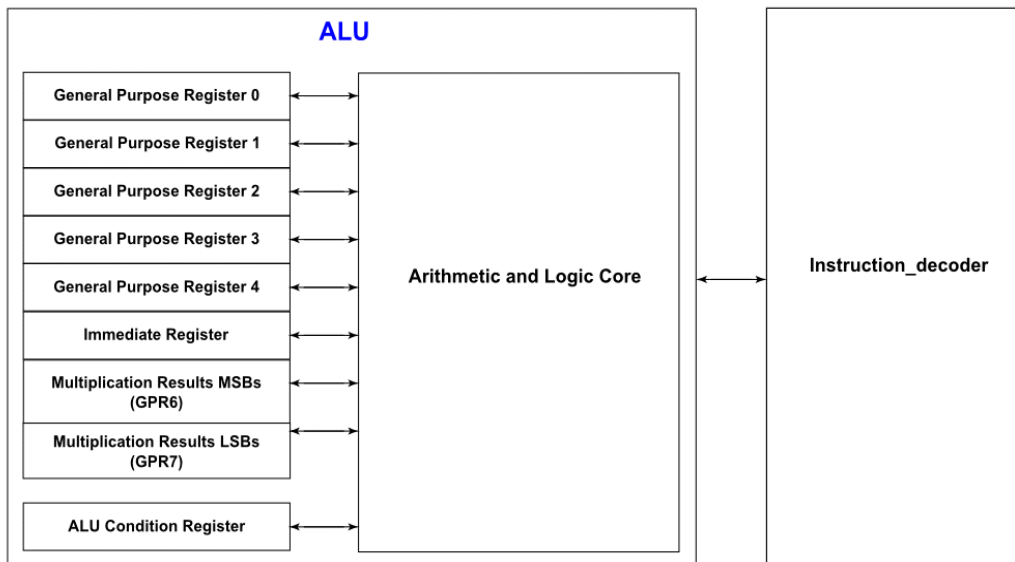 ALU
General Purpose Register 0
General Purpose Register 1
General Purpose Register 2
General Purpose Register 3
General Purpose Register 4
Immediate Register
Multiplication Results MSBs
(GPR6)
Multiplication Results LSBs
(GPR7)
ALU Condition Register
Arithmetic and Logic Core
Instruction_decoder